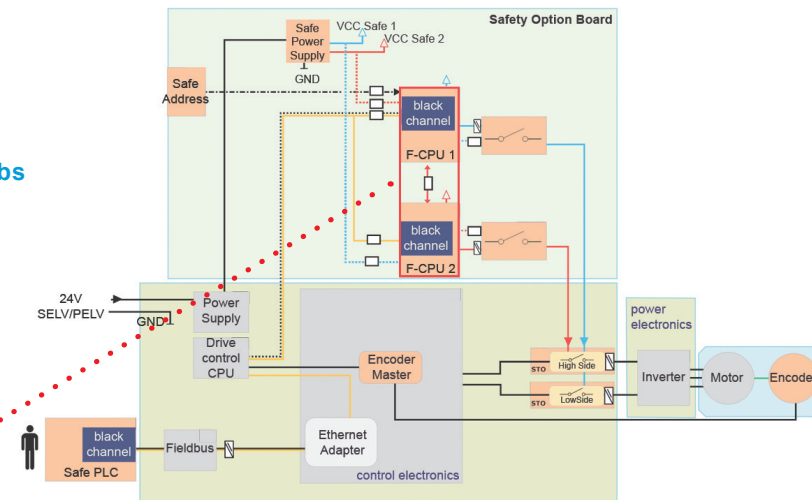 Safety Option Board
Safe
Power
Supply
VCC Safe 1
VCC Safe 2
GND
Safe
Address
black
channel
F-CPU 1
bs
black
channel
F-CPU 2
24V
SELV/PELV
GND
Power
Supply
Drive
control
CPU
Encoder
Master
power
electronics
High Side
STO
LowSide
STO
Inverter
Motor
Encode
black
channel
Safe PLC
Fieldbus
Ethernet
Adapter
control electronics